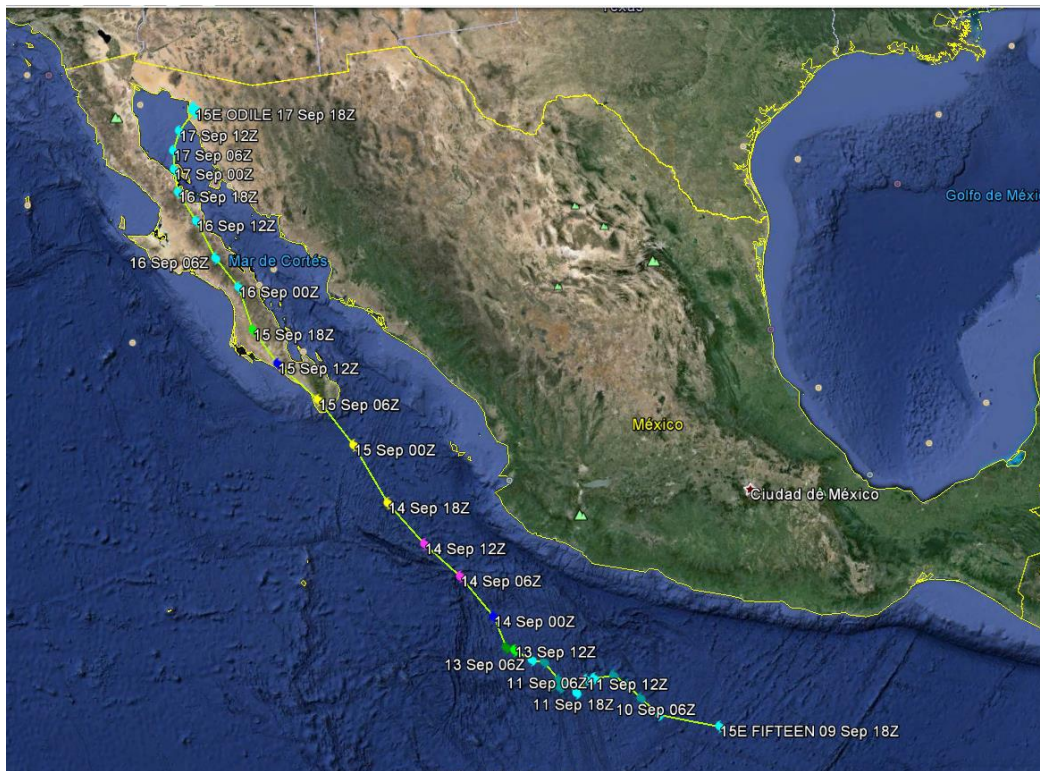 Texas
15E ODILE 17 Sep 18Z
17 Sep 12Z
17 Sep 06Z
17 Sep 00Z
16 Sep 18Z
Golfo de Méxi
16 Sep 12Z
16 Sep 06Z
Mar de Cortés
16 Sep 00Z
15 Sep 18Z
15 Sep 12Z
15 Sep 06Z
México
15 Sep 00Z
Ciudad de México
14 Sep 18Z
14 Sep 12Z
14 Sep 06Z
14 Sep 00Z
13 Sep 12Z
13 Sep 06Z
11 Sep 06Z
11 Sep 12Z
11 Sep 18Z
10 Sep 06Z
15E FIFTEEN 09 Sep 18Z